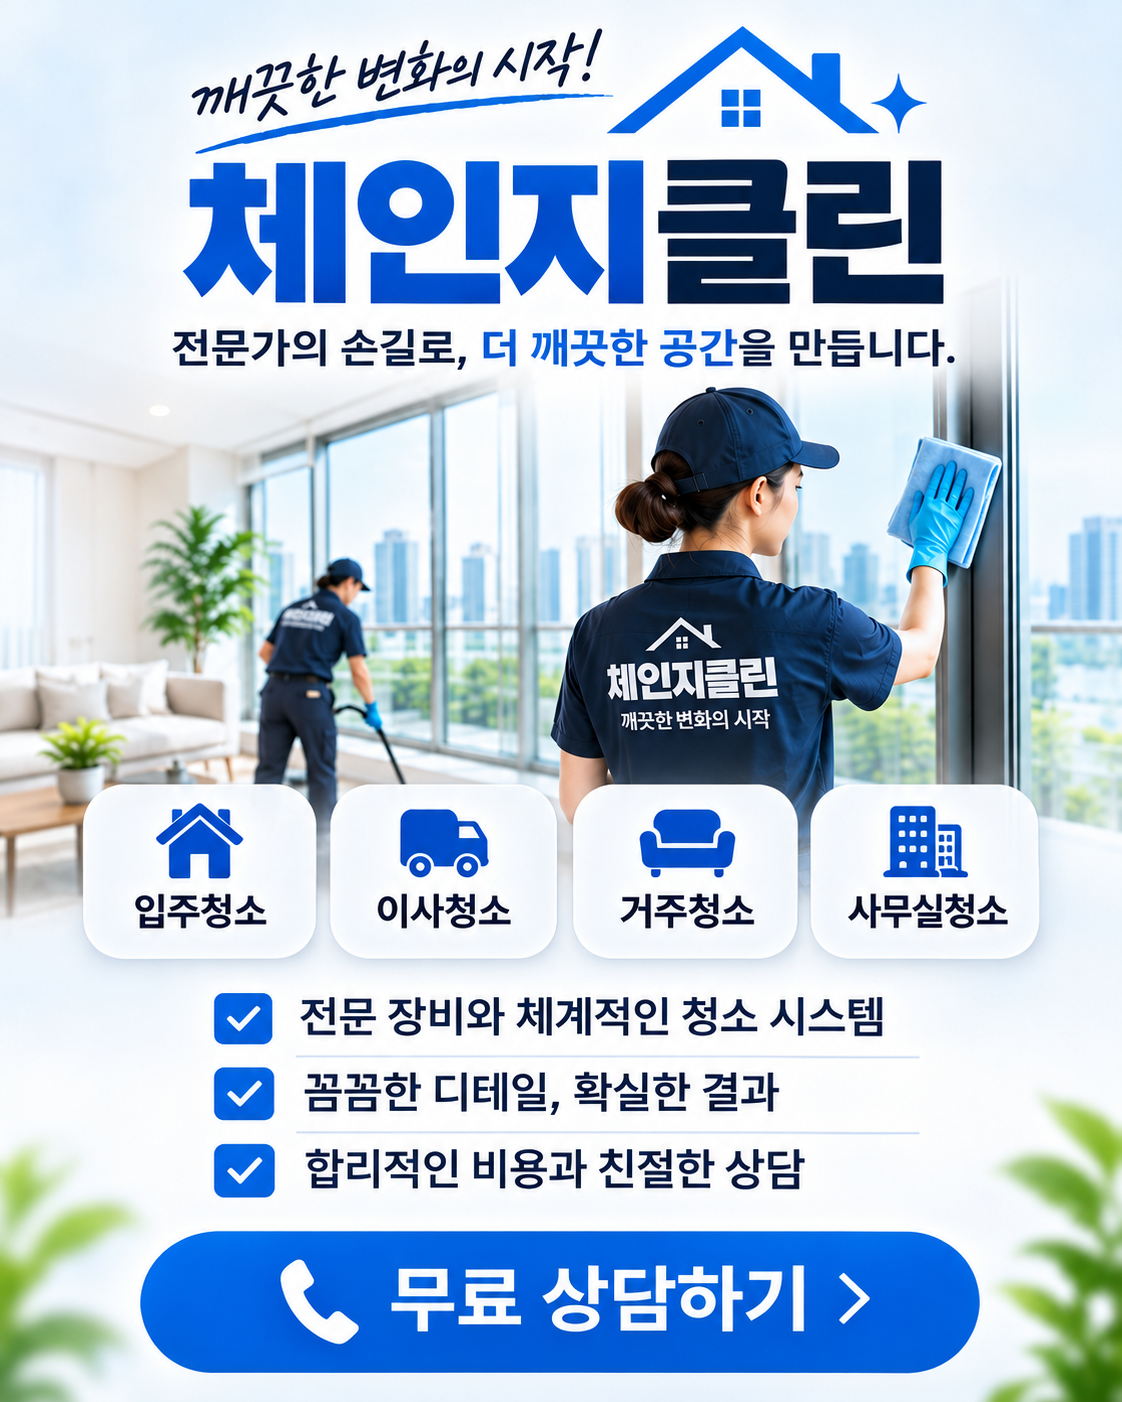 깨끗한 변화의 시작!
체인지클린
전문가의 손길로, 더 깨끗한 공간을 만듭니다.
체인지클린
체인지클린
깨끗한 변화의 시작
입주청소
이사청소
거주청소
사무실청소
전문 장비와 체계적인 청소 시스템
꼼꼼한 디테일, 확실한 결과
합리적인 비용과 친절한 상담
무료 상담하기